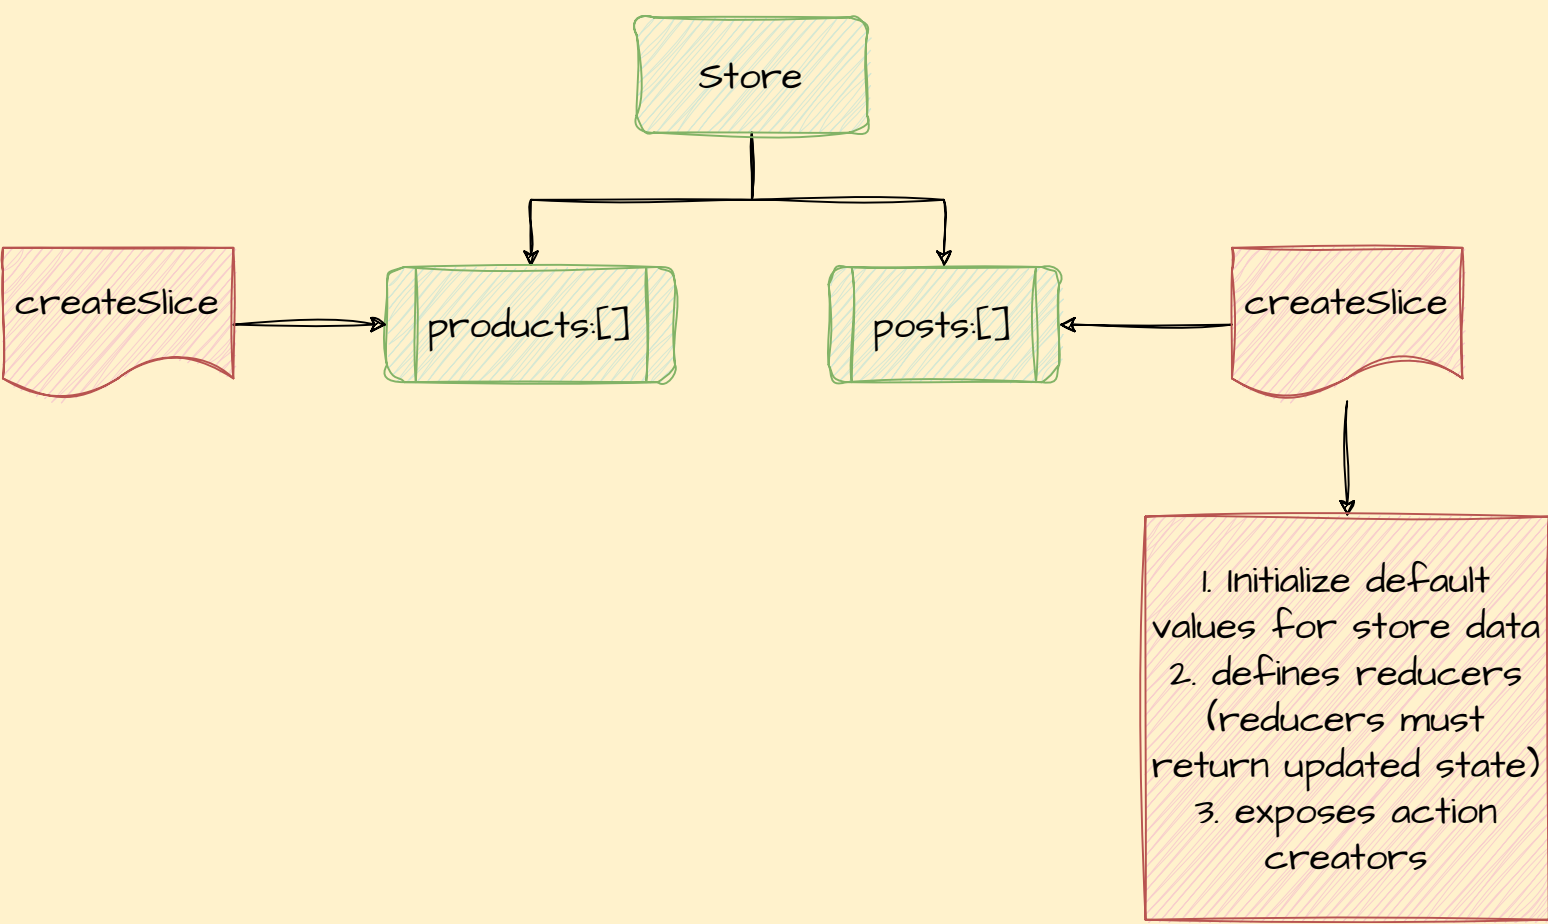 Store
createSlice
products:[]
posts:[]
createSlice
1. Initialize default
values for store data
2. defines reducers
(reducers must
return updated state)
3. exposes action
creators